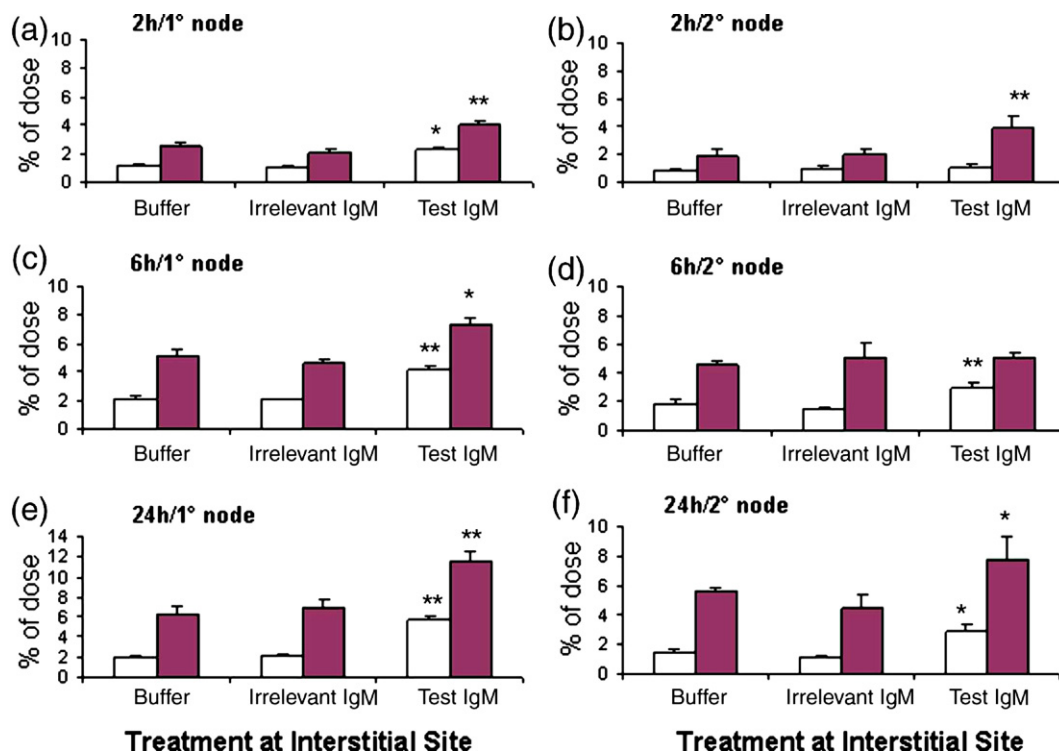 (a) 2h/1° node
% of dose
10
8
6
4
2
0
* **
Buffer Irrelevant IgM Test IgM
(b) 2h/2° node
% of dose
10
8
6
4
2
0
**
Buffer Irrelevant IgM Test IgM
(c) 6h/1° node
% of dose
10
8
6
4
2
0
** *
Buffer Irrelevant IgM Test IgM
(d) 6h/2° node
% of dose
10
8
6
4
2
0
**
Buffer Irrelevant IgM Test IgM
(e) 24h/1° node
% of dose
14
12
10
8
6
4
2
0
** **
Buffer Irrelevant IgM Test IgM
Treatment at Interstitial Site
(f) 24h/2° node
% of dose
10
8
6
4
2
0
* *
Buffer Irrelevant IgM Test IgM
Treatment at Interstitial Site